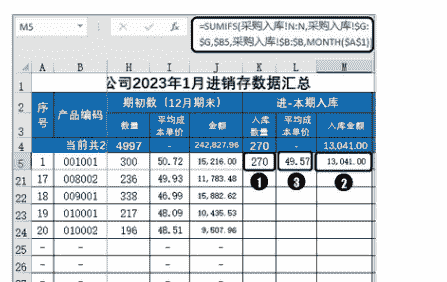 M5 fx =SUMIFS(采购入库!N:N,采购入库!$G:
$G,$B5,采购入库!$B:$B,MONTH($A$1))
A B H I J K L M
1 公司2023年1月进销存数据汇总
2 序号 产品编码 期初数（12月期末） 进-本期入库
3 数量 平均成本单价 金额 入库数量 平均成本单价 入库金额
4 当前共2 4997 - 242,827.96 270 - 13,041.00
5 1 001001 300 50.72 15,216.00 270 49.57 13,041.00
21 17 008002 236 49.93 11,783.48 ❶ ❸ ❷
22 18 009001 338 46.99 15,882.62
23 19 010001 217 48.09 10,435.53
24 20 010002 196 48.51 9,507.96
25 - - - -
26 - - - -